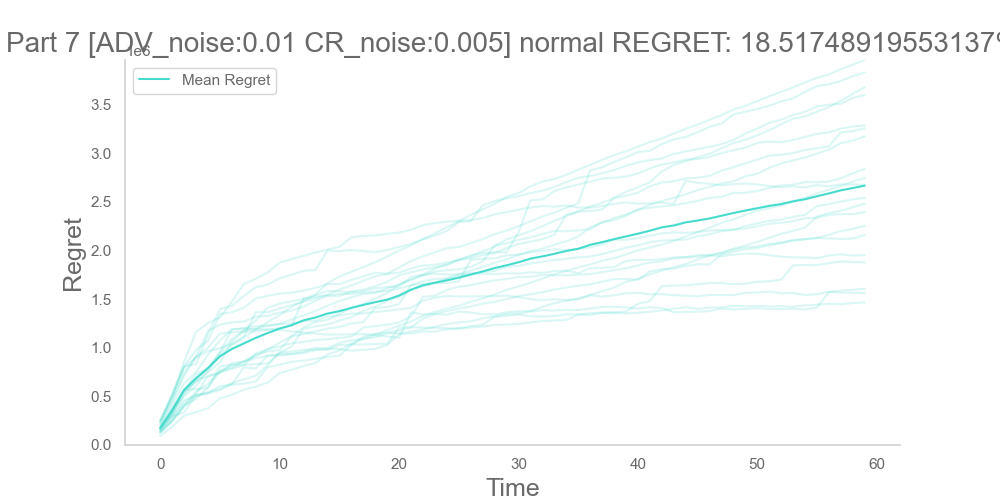 Part 7 [ADV_noise:0.01 CR_noise:0.005] normal REGRET: 18.51748919553137%
1e6
Mean Regret
3.5
3.0
2.5
2.0
1.5
1.0
0.5
0.0
Regret
0 10 20 30 40 50 60
Time